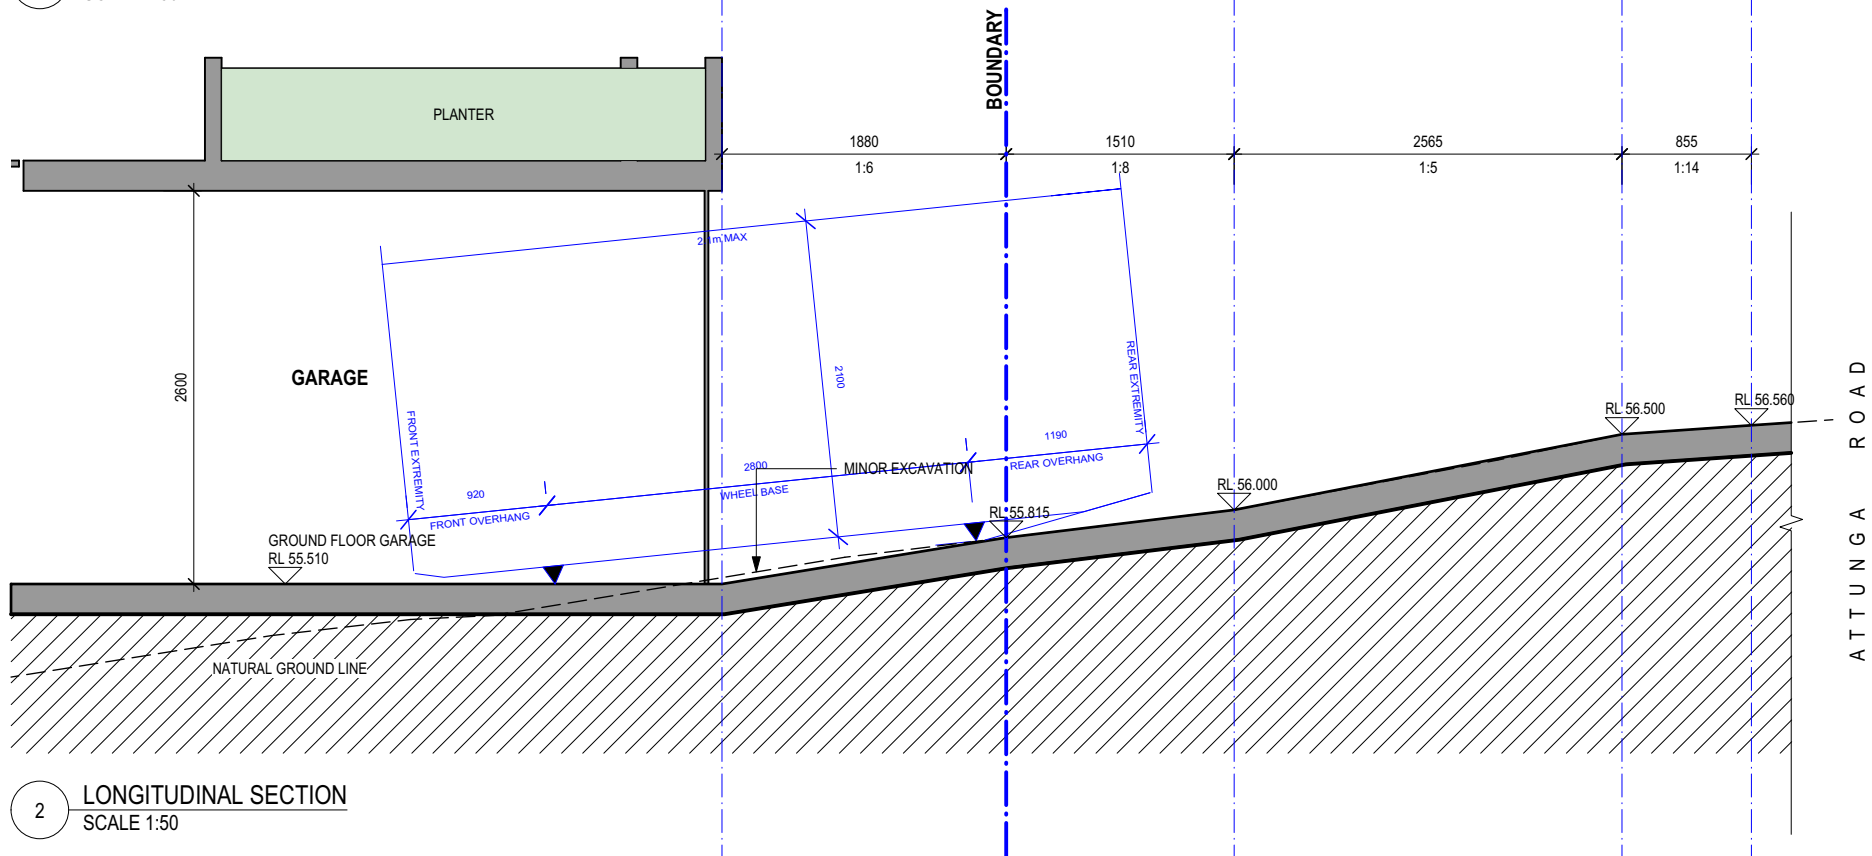 BOUNDARY
PLANTER
1880
1510
2565
855
1:6
1:8
1:5
1:14
2.1m MAX
2600
GARAGE
2100
FRONT EXTREMITY
REAR EXTREMITY
1190
REAR OVERHANG
2800
MINOR EXCAVATION
WHEEL BASE
920
FRONT OVERHANG
RL 56.500
RL 56.560
RL 56.000
RL 55.815
GROUND FLOOR GARAGE
RL 55.510
NATURAL GROUND LINE
ATTUNGA ROAD
2
LONGITUDINAL SECTION
SCALE 1:50